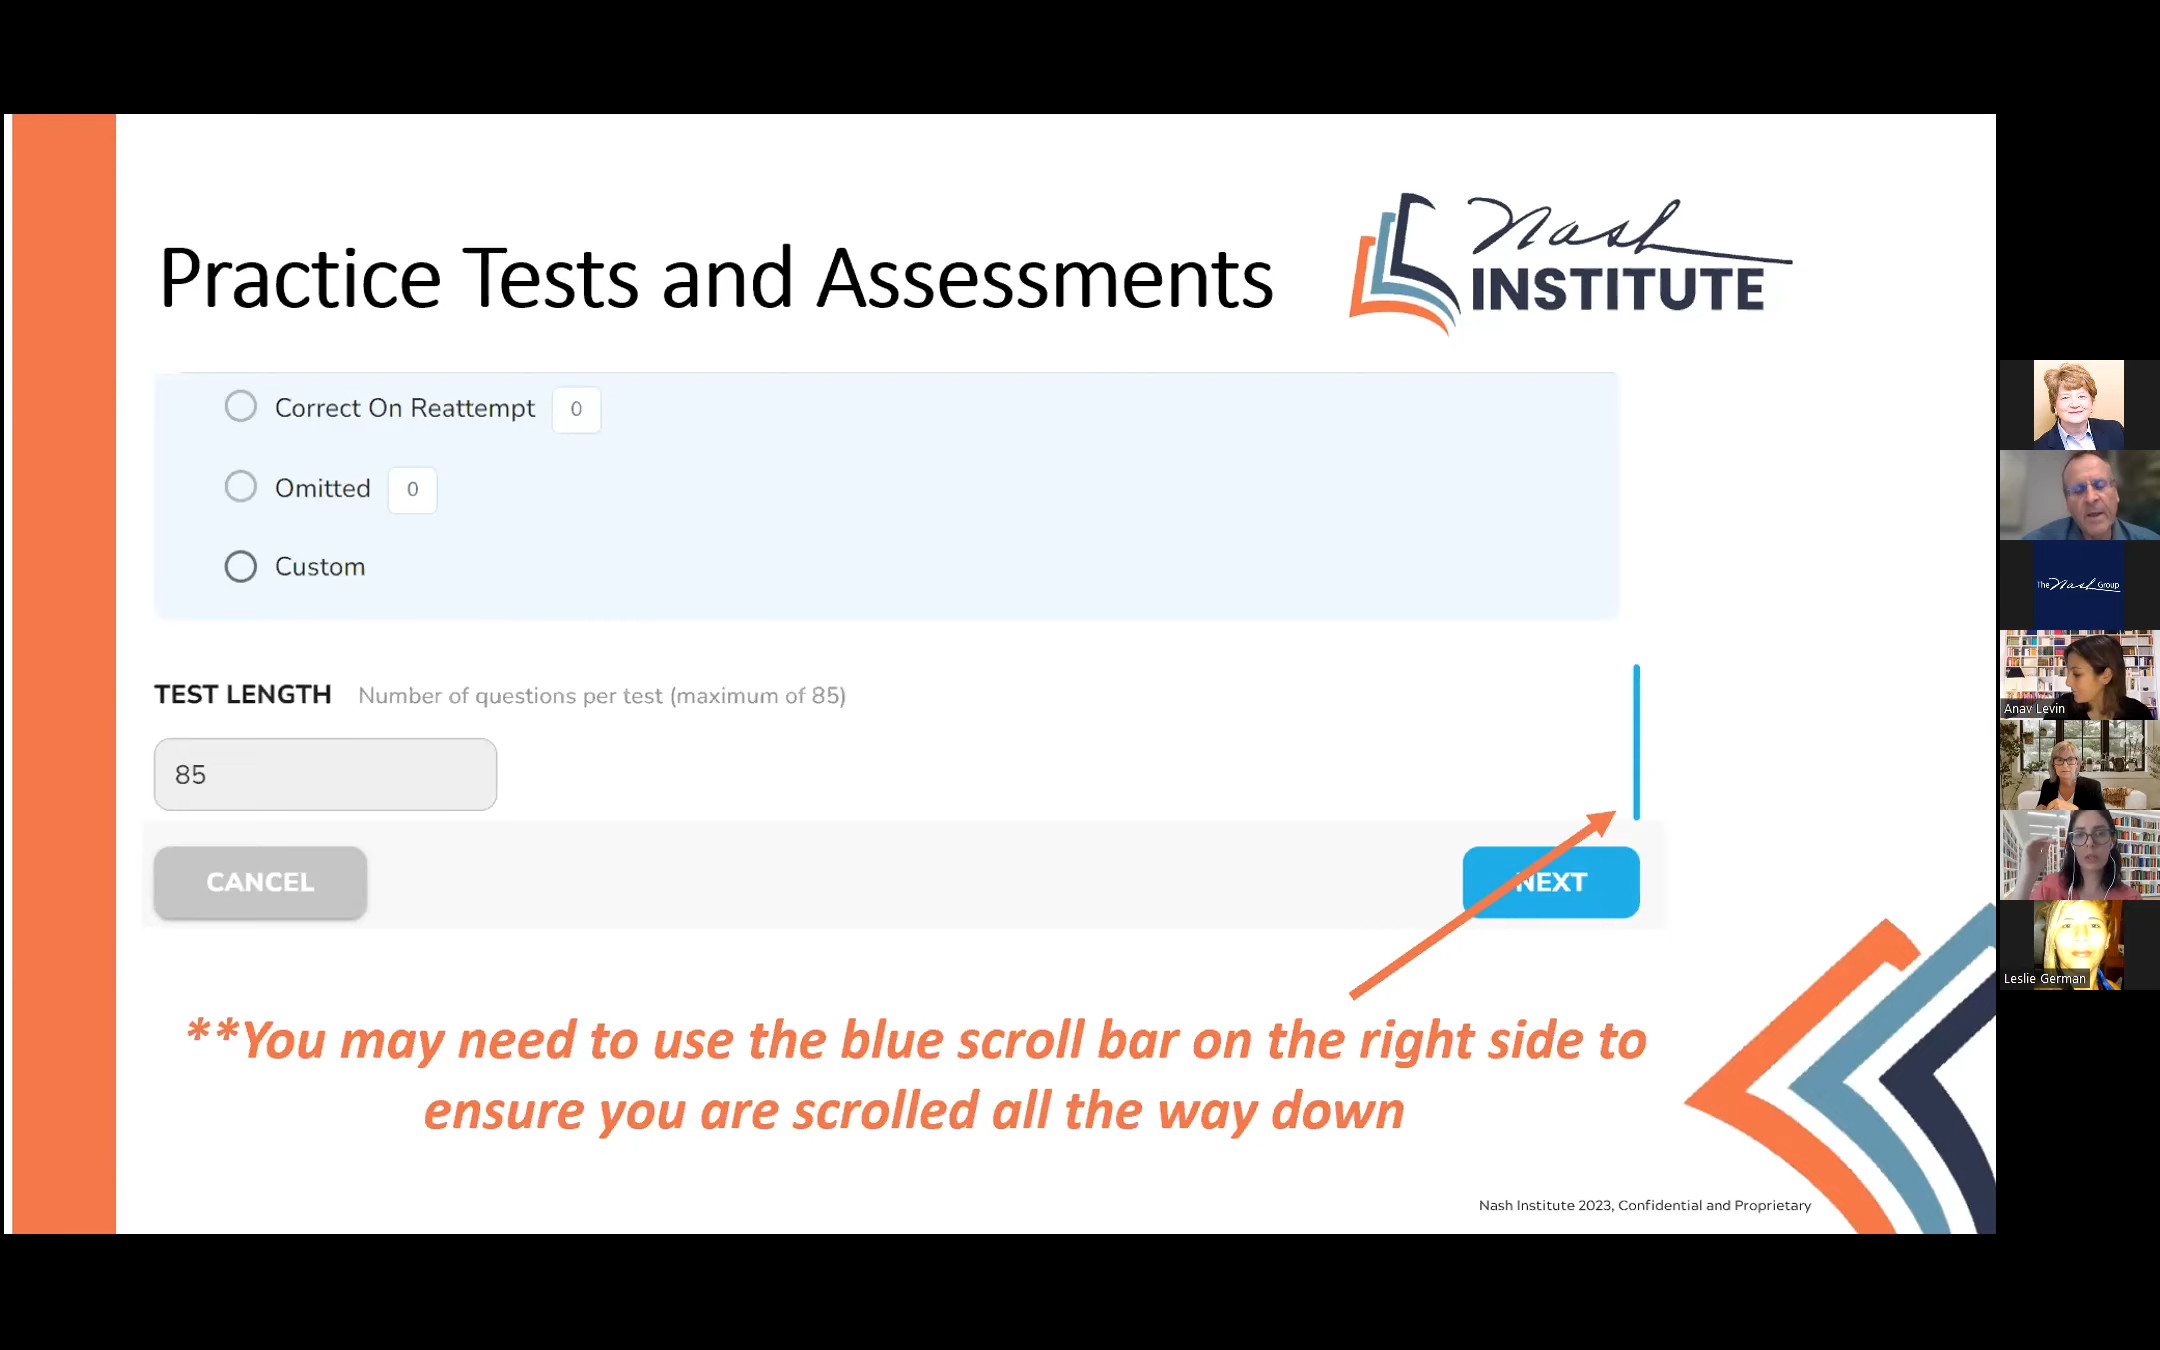 Practice Tests and Assessments
Nash
INSTITUTE
Correct On Reattempt 0
Omitted 0
Custom
TEST LENGTH Number of questions per test (maximum of 85)
85
CANCEL
NEXT
**You may need to use the blue scroll bar on the right side to
ensure you are scrolled all the way down
Nash Institute 2023, Confidential and Proprietary
The Nash Group
Anav Levin
Leslie German